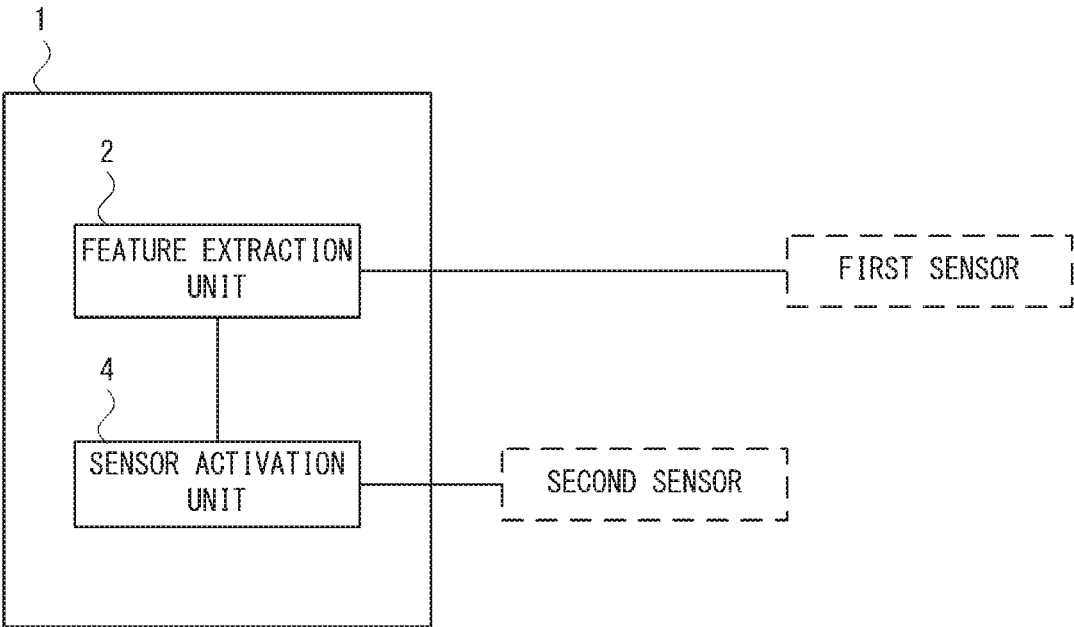 1
2
FEATURE EXTRACTION
UNIT
FIRST SENSOR
4
SENSOR ACTIVATION
UNIT
SECOND SENSOR